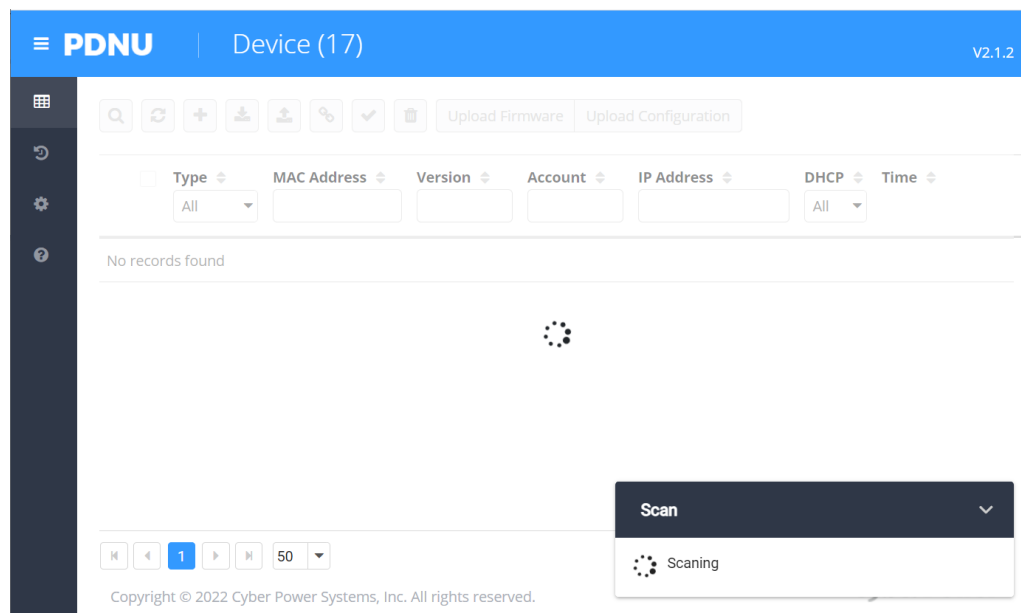 PDNU Device (17) V2.1.2
Upload Firmware Upload Configuration
Type MAC Address Version Account IP Address DHCP Time
All All
No records found
Scan
1 50
Scaning
Copyright © 2022 Cyber Power Systems, Inc. All rights reserved.